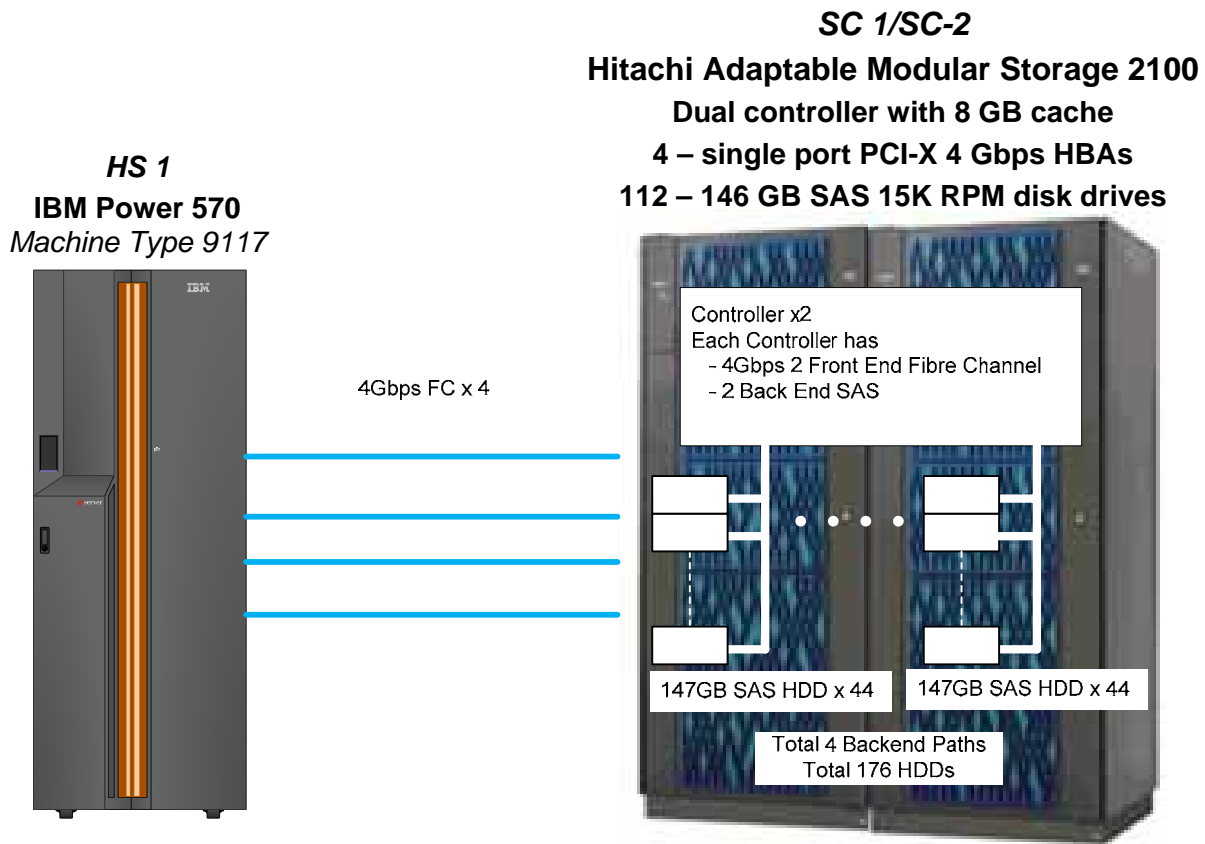 SC 1/SC-2
Hitachi Adaptable Modular Storage 2100
Dual controller with 8 GB cache
4 – single port PCI-X 4 Gbps HBAs
112 – 146 GB SAS 15K RPM disk drives
HS 1
IBM Power 570
Machine Type 9117
IBM
server
4Gbps FC x 4
Controller x2
Each Controller has
- 4Gbps 2 Front End Fibre Channel
- 2 Back End SAS
147GB SAS HDD x 44
147GB SAS HDD x 44
Total 4 Backend Paths
Total 176 HDDs